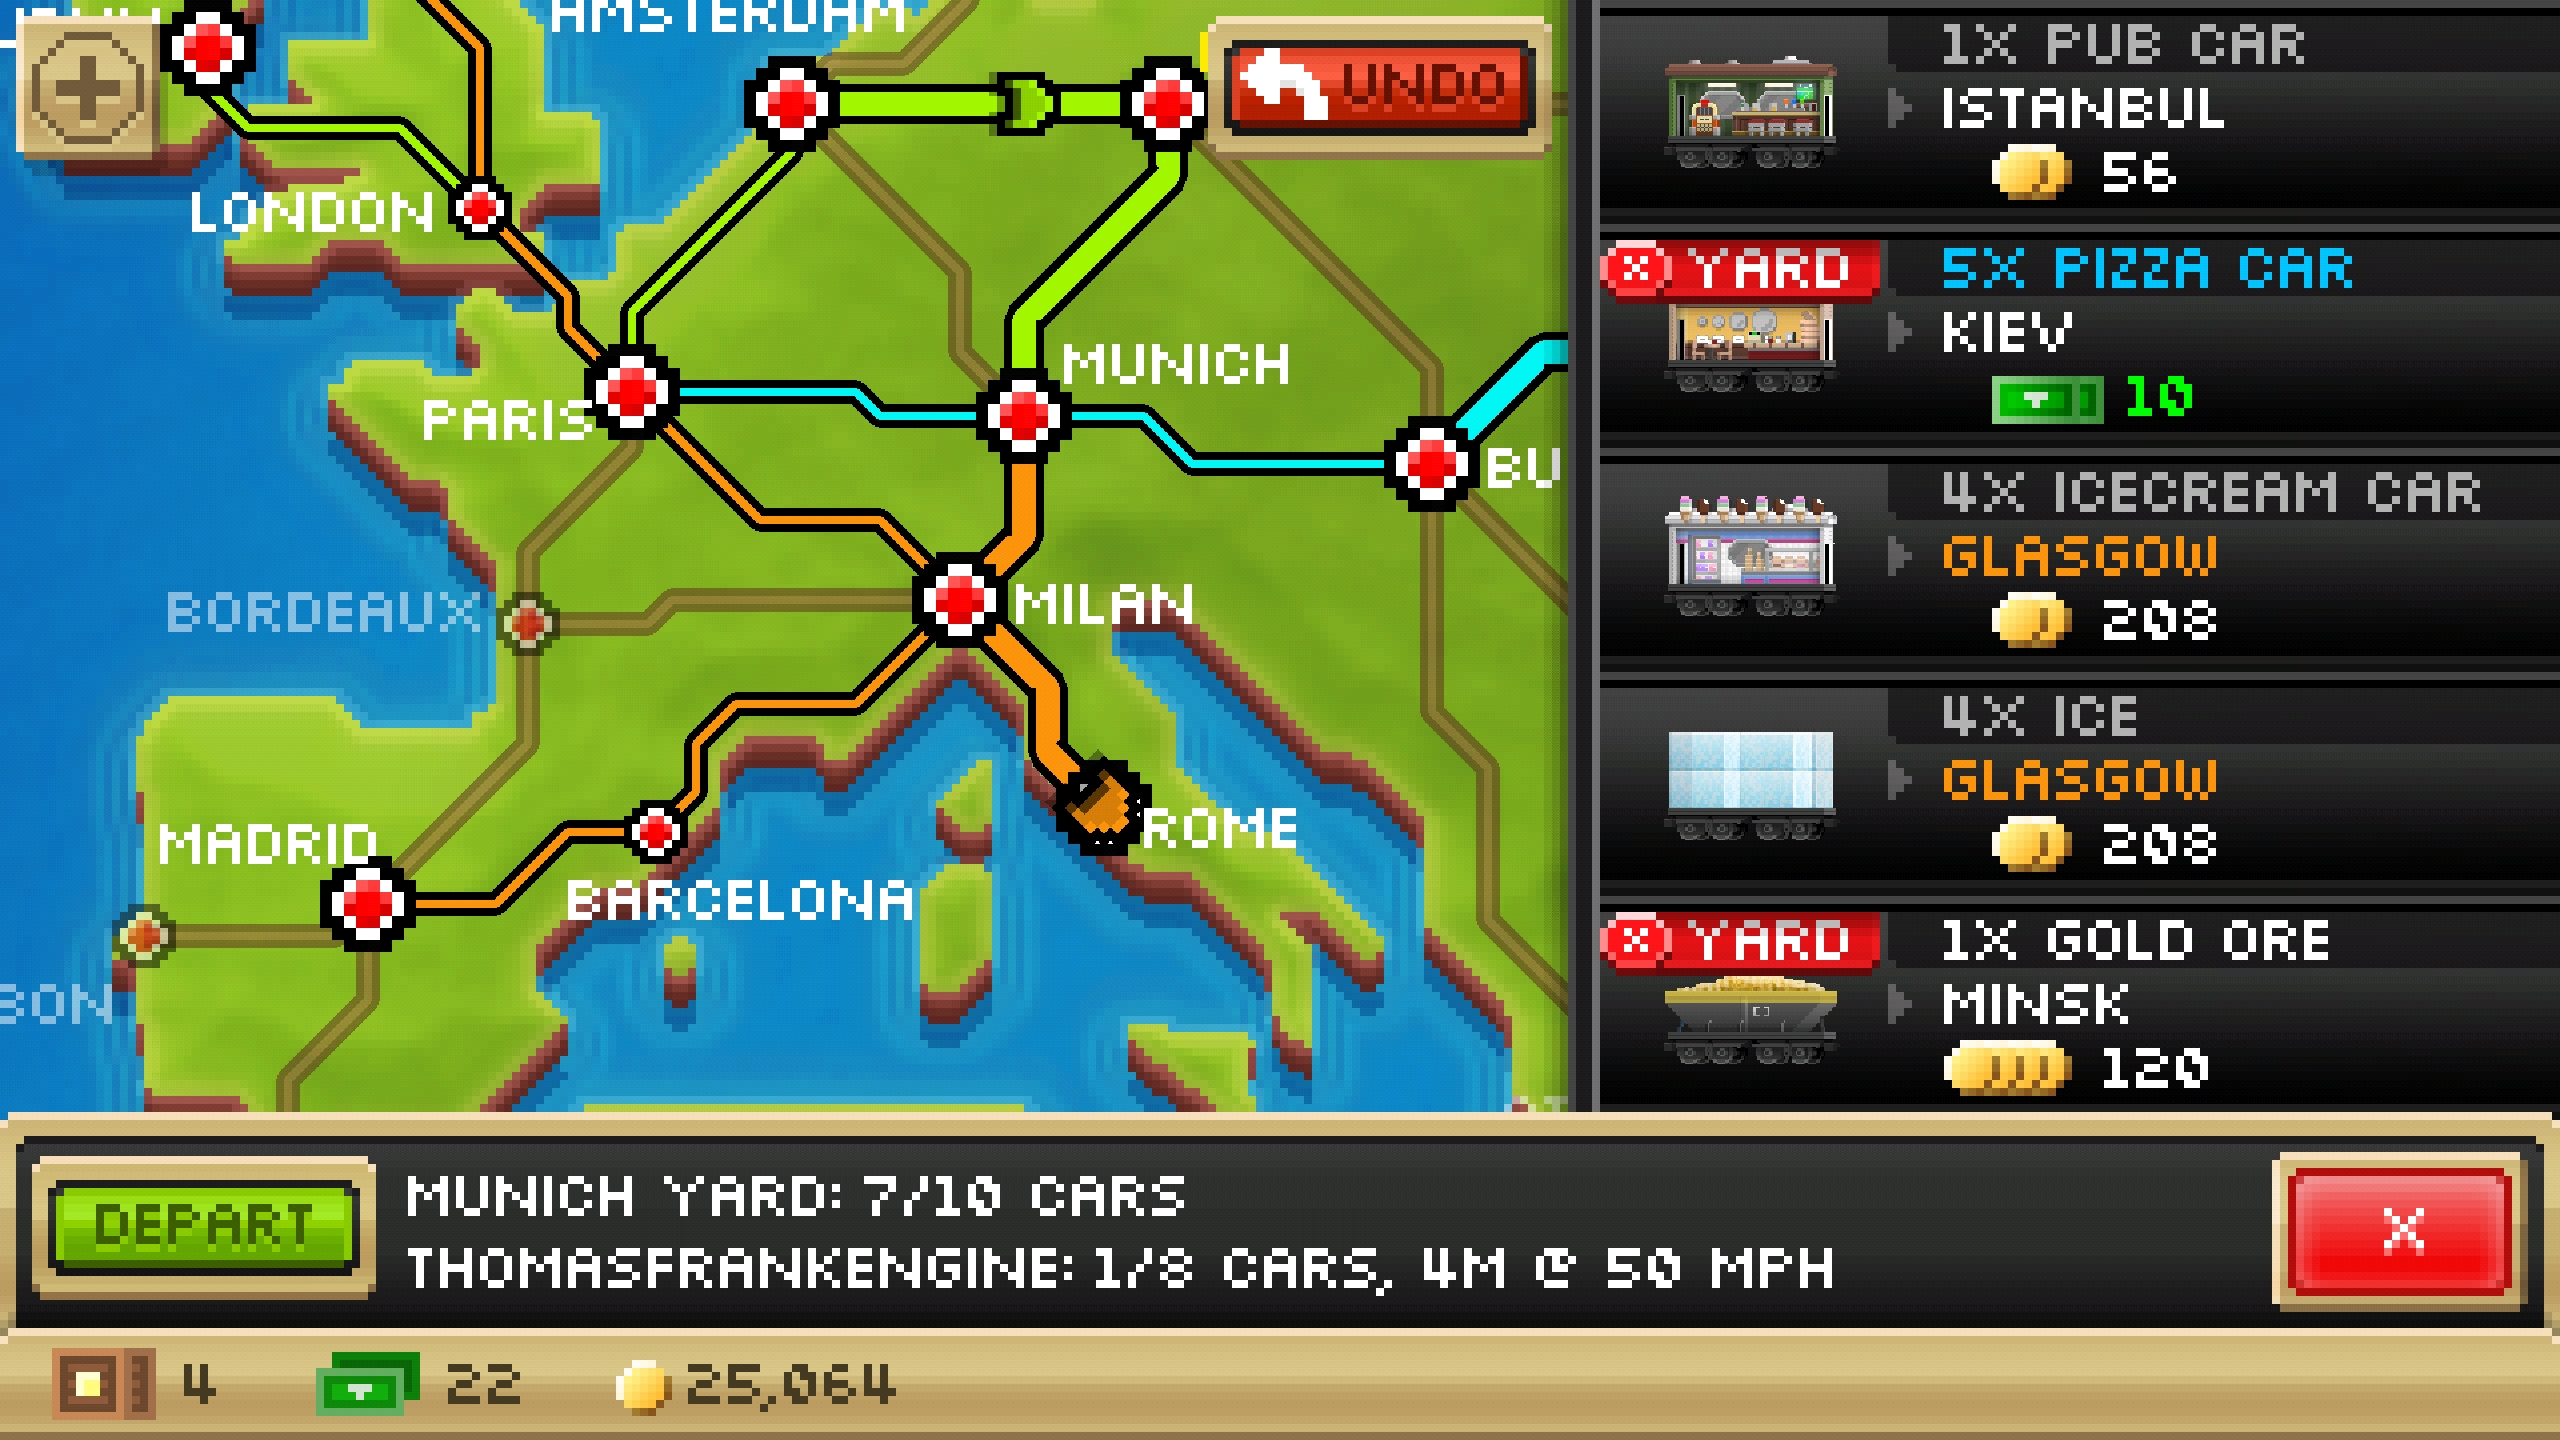 AMSTERDAM
UNDO
LONDON
MUNICH
PARIS
BU
BORDEAUX
MILAN
ROME
MADRID
BARCELONA
BON
1X PUB CAR
ISTANBUL
56
YARD
5X PIZZA CAR
KIEV
10
4X ICECREAM CAR
GLASGOW
208
4X ICE
GLASGOW
208
YARD
1X GOLD ORE
MINSK
120
DEPART
MUNICH YARD: 7/10 CARS
THOMASFRANKENGINE: 1/8 CARS, 4M @ 50 MPH
X
4
22
25,064